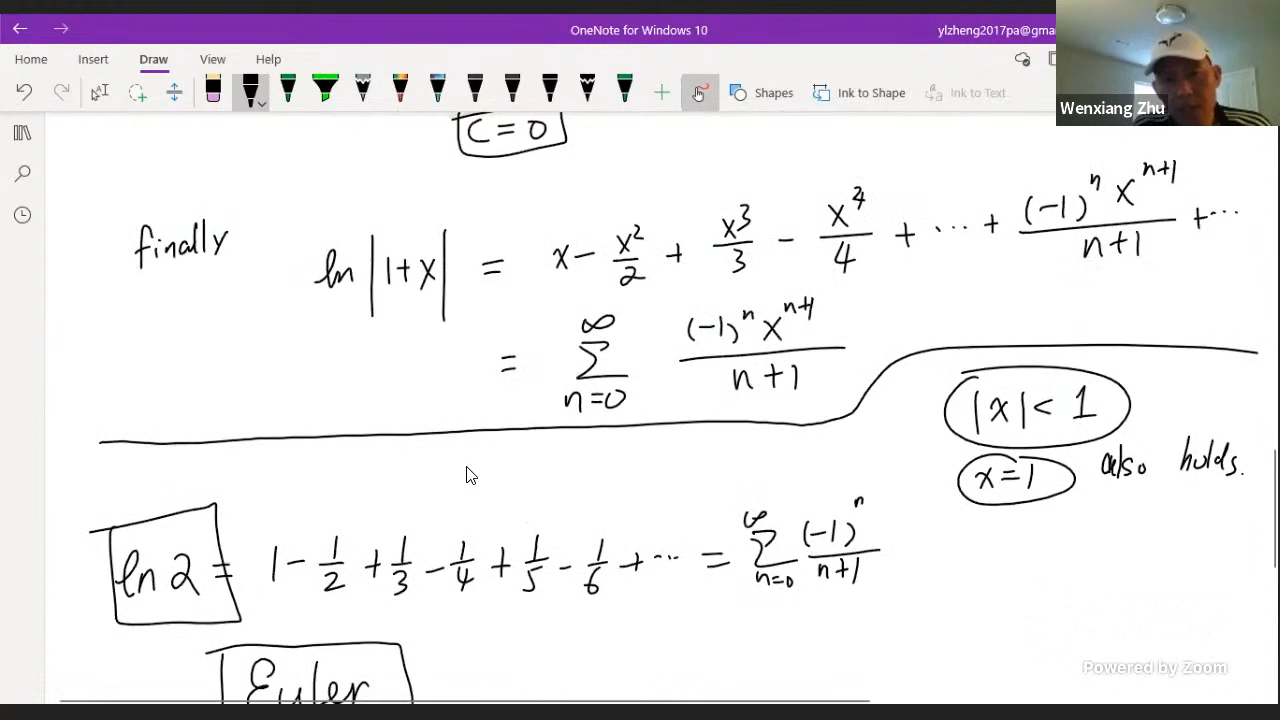 OneNote for Windows 10
ylzheng2017pa@gma
Home Insert Draw View Help
Shapes Ink to Shape Ink to Text
Wenxiang Zhu
C = 0
finally ln |1+x| = x - x²/2 + x³/3 - x⁴/4 + ... + (-1)ⁿ xⁿ⁺¹/(n+1) + ...
= ∑_{n=0}^{∞} (-1)ⁿ xⁿ⁺¹/(n+1)
|x| < 1
x=1 also holds.
ln 2 = 1 - 1/2 + 1/3 - 1/4 + 1/5 - 1/6 + ... = ∑_{n=0}^{∞} (-1)ⁿ/(n+1)
Euler
Powered by Zoom